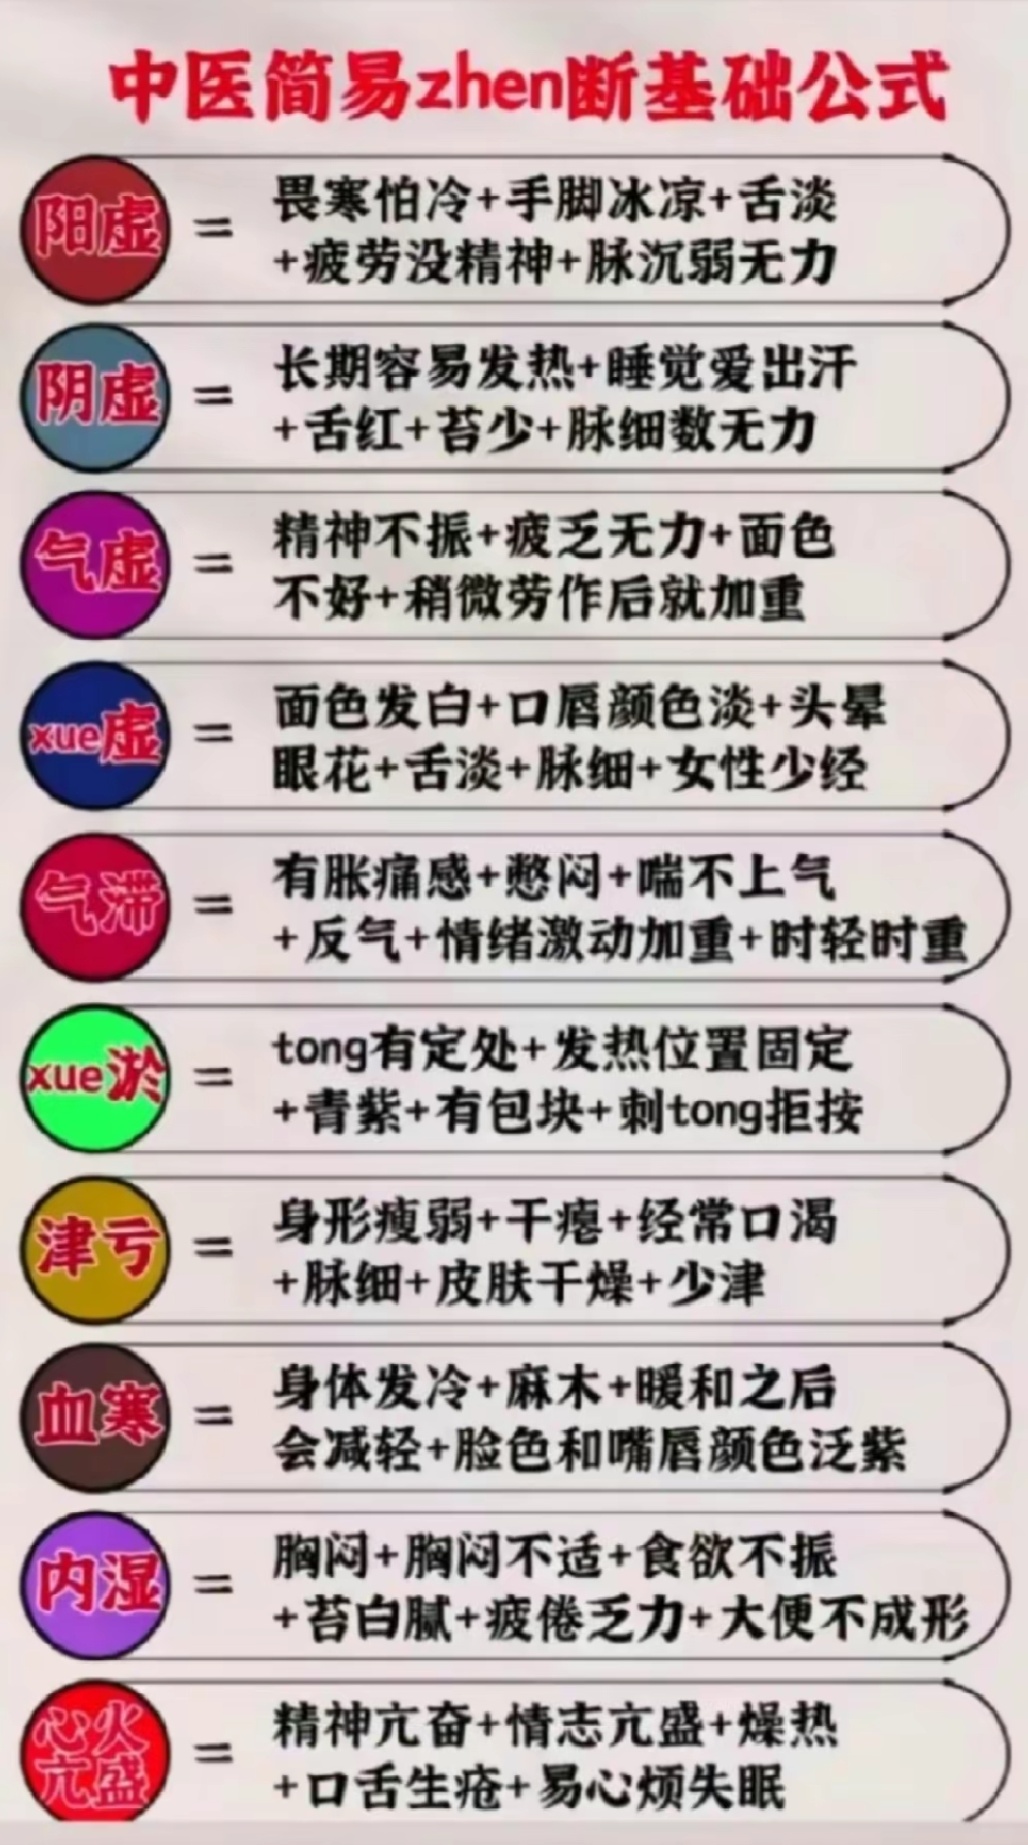 中医简易zhen断基础公式
阳虚
=
畏寒怕冷+手脚冰凉+舌淡
+疲劳没精神+脉沉弱无力
阴虚
=
长期容易发热+睡觉爱出汗
+舌红+苔少+脉细数无力
气虚
=
精神不振+疲乏无力+面色
不好+稍微劳作后就加重
xue虚
=
面色发白+口唇颜色淡+头晕
眼花+舌淡+脉细+女性少经
气滞
=
有胀痛感+憋闷+喘不上气
+反气+情绪激动加重+时轻时重
xue淤
=
tong有定处+发热位置固定
+青紫+有包块+刺tong拒按
津亏
=
身形瘦弱+干瘪+经常口渴
+脉细+皮肤干燥+少津
血寒
=
身体发冷+麻木+暖和之后
会减轻+脸色和嘴唇颜色泛紫
内湿
=
胸闷+胸闷不适+食欲不振
+苔白腻+疲倦乏力+大便不成形
心火
亢盛
=
精神亢奋+情志亢盛+燥热
+口舌生疮+易心烦失眠